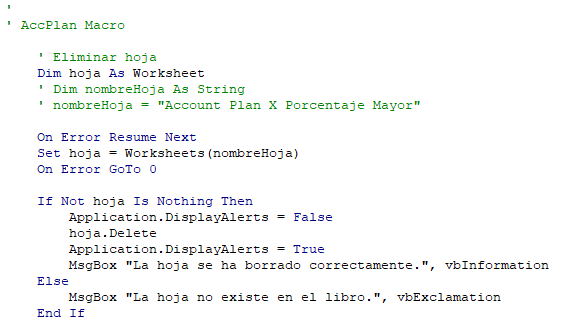 '
' AccPlan Macro
' Eliminar hoja
Dim hoja As Worksheet
' Dim nombreHoja As String
' nombreHoja = "Account Plan X Porcentaje Mayor"
On Error Resume Next
Set hoja = Worksheets(nombreHoja)
On Error GoTo 0
If Not hoja Is Nothing Then
Application.DisplayAlerts = False
hoja.Delete
Application.DisplayAlerts = True
MsgBox "La hoja se ha borrado correctamente.", vbInformation
Else
MsgBox "La hoja no existe en el libro.", vbExclamation
End If